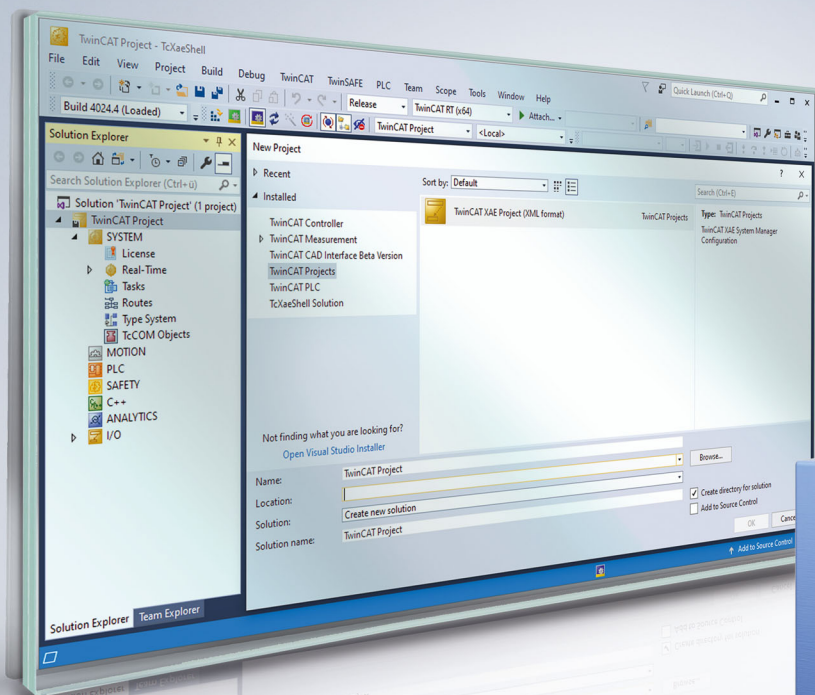 TwinCAT Project - TcXaeShell
Quick Launch (Ctrl+Q)
File Edit View Project Build Debug TwinCAT TwinSAFE PLC Team Scope Tools Window Help
Release TwinCAT RT (x64) Attach...
Build 4024.4 (Loaded) TwinCAT Project <Local>
Solution Explorer
Search Solution Explorer (Ctrl+ü)
Solution 'TwinCAT Project' (1 project)
TwinCAT Project
SYSTEM
License
Real-Time
Tasks
Routes
Type System
TcCOM Objects
MOTION
PLC
SAFETY
C++
ANALYTICS
I/O
Solution Explorer Team Explorer
New Project
? X
Recent
Installed
TwinCAT Controller
TwinCAT Measurement
TwinCAT CAD Interface Beta Version
TwinCAT Projects
TwinCAT PLC
TcXaeShell Solution
Not finding what you are looking for?
Open Visual Studio Installer
Sort by: Default
Search (Ctrl+E)
TwinCAT XAE Project (XML format) TwinCAT Projects
Type: TwinCAT Projects
TwinCAT XAE System Manager
Configuration
Name: TwinCAT Project
Location:
Browse...
Solution: Create new solution
Solution name: TwinCAT Project
Create directory for solution
Add to Source Control
OK Cance
Add to Source Control